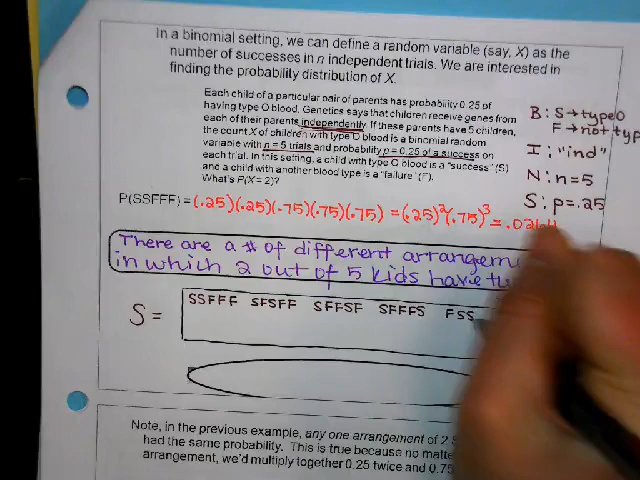 In a binomial setting, we can define a random variable (say, X) as the
number of successes in n independent trials. We are interested in
finding the probability distribution of X.
Each child of a particular pair of parents has probability 0.25 of
having type O blood. Genetics says that children receive genes from
each of their parents independently. If these parents have 5 children,
the count X of children with type O blood is a binomial random
variable with n = 5 trials and probability p = 0.25 of a success on
each trial. In this setting, a child with type O blood is a "success" (S)
and a child with another blood type is a "failure" (F).
What's P(X = 2)?
B: S→typeO
F→not typ
I: "ind"
N: n=5
S: p=.25
P(SSFFF) = (.25)(.25)(.75)(.75)(.75) = (.25)²(.75)³ = .0264
There are a # of different arrangem
in which 2 out of 5 kids have
S =
SSFFF SFSFF SFFSF SFFFS FSS
Note, in the previous example, any one arrangement of 2
had the same probability. This is true because no matte
arrangement, we'd multiply together 0.25 twice and 0.75